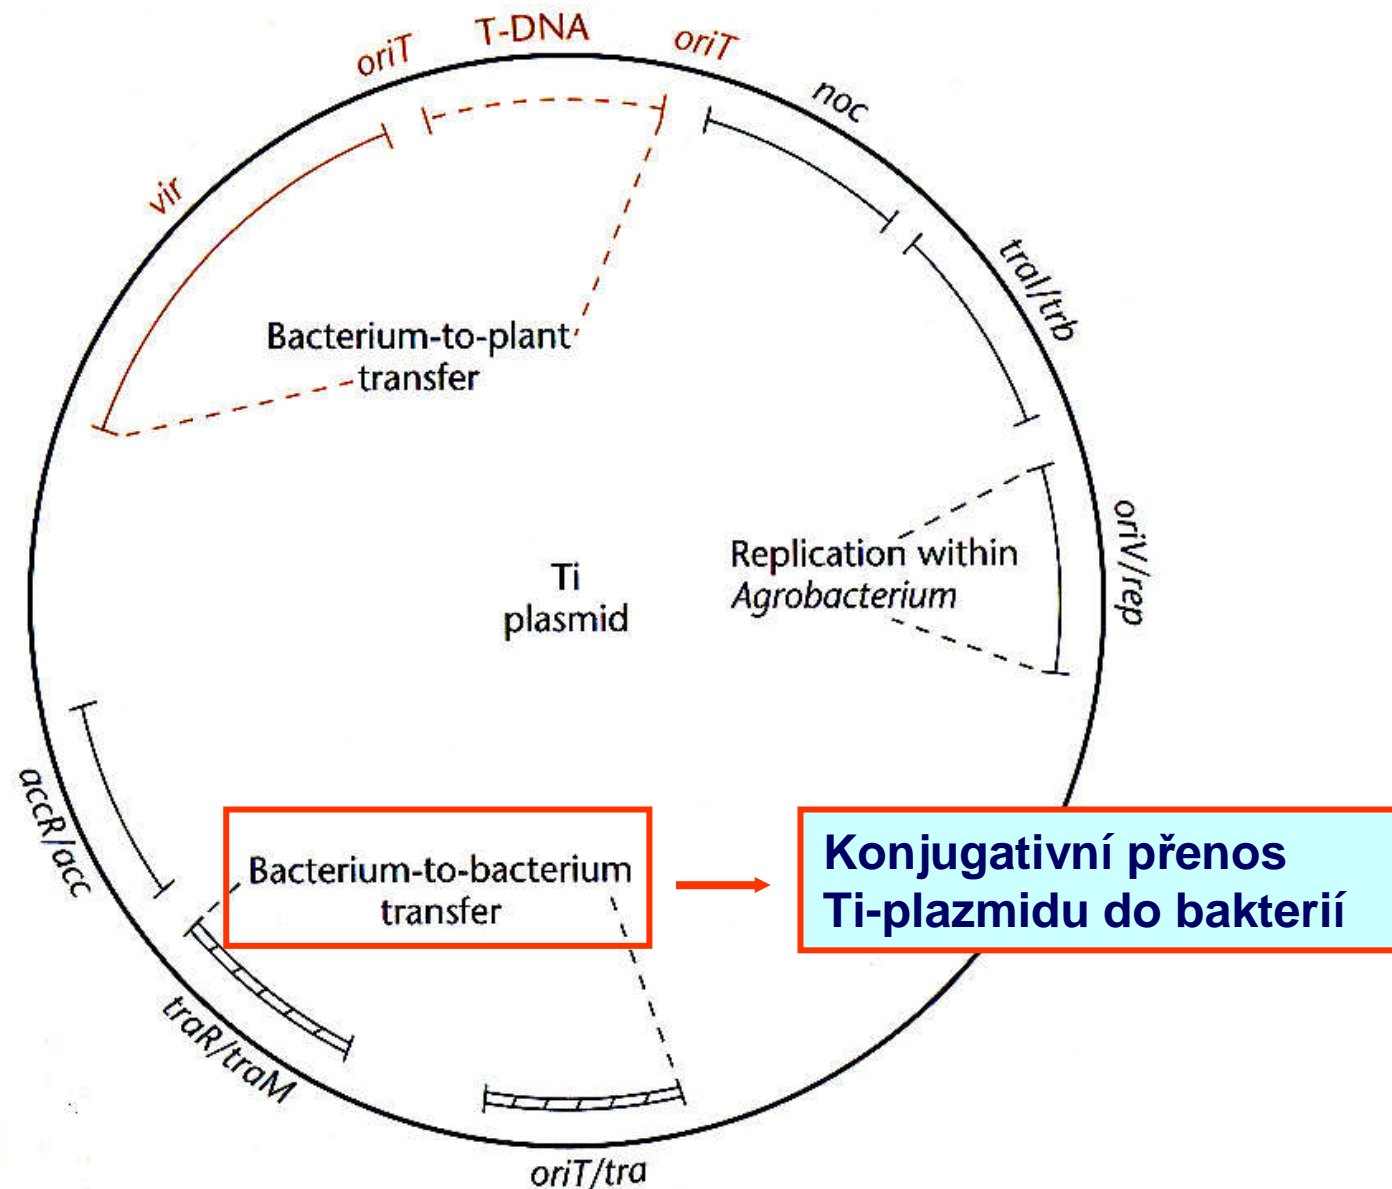 oriT
T-DNA
oriT
noc
vir
traI/trb
Bacterium-to-plant
transfer
oriV/rep
Replication within
Agrobacterium
Ti
plasmid
accR/acc
Bacterium-to-bacterium
transfer
Konjugativní přenos
Ti-plazmidu do bakterií
traR/traM
oriT/tra